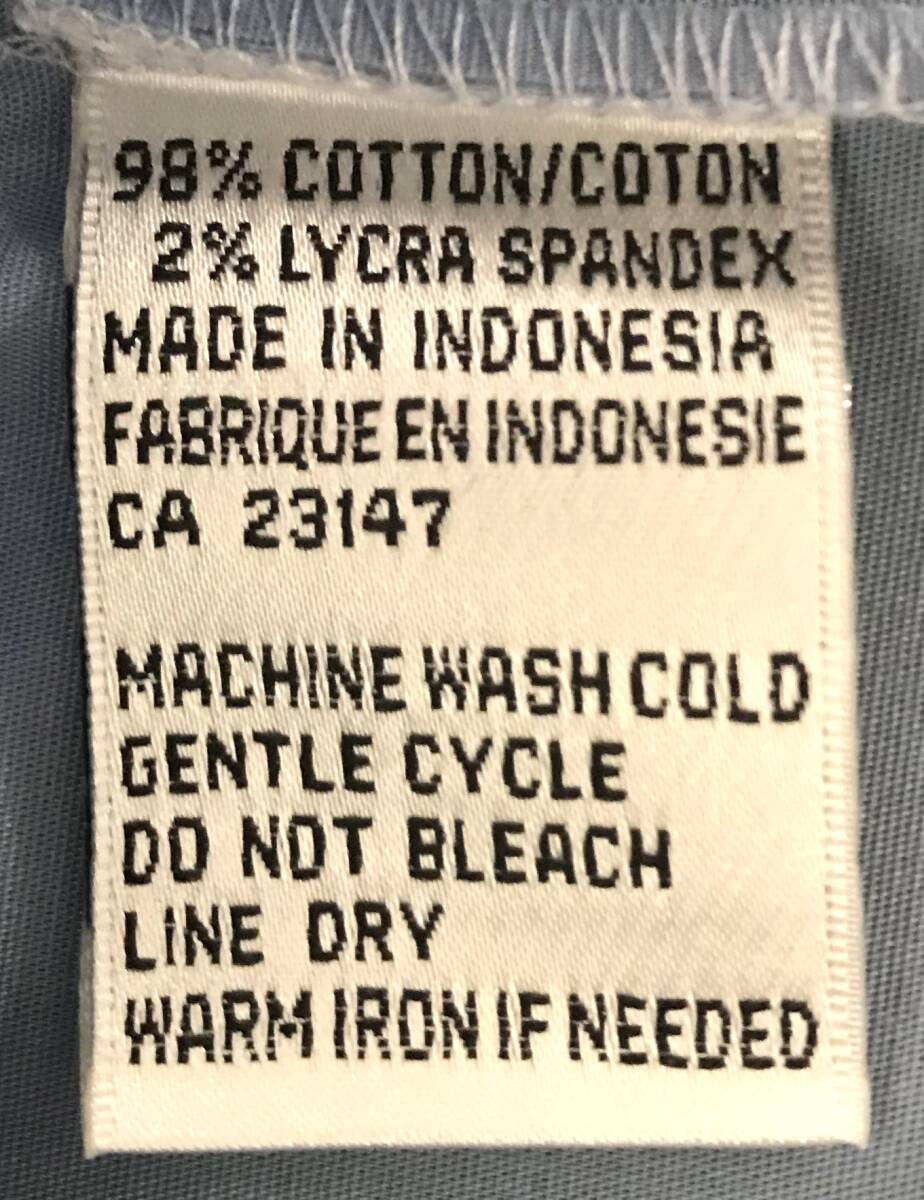 98% COTTON/COTON
2% LYCRA SPANDEX
MADE IN INDONESIA
FABRIQUE EN INDONESIE
CA 23147
MACHINE WASH COLD
GENTLE CYCLE
DO NOT BLEACH
LINE DRY
WARM IRON IF NEEDED